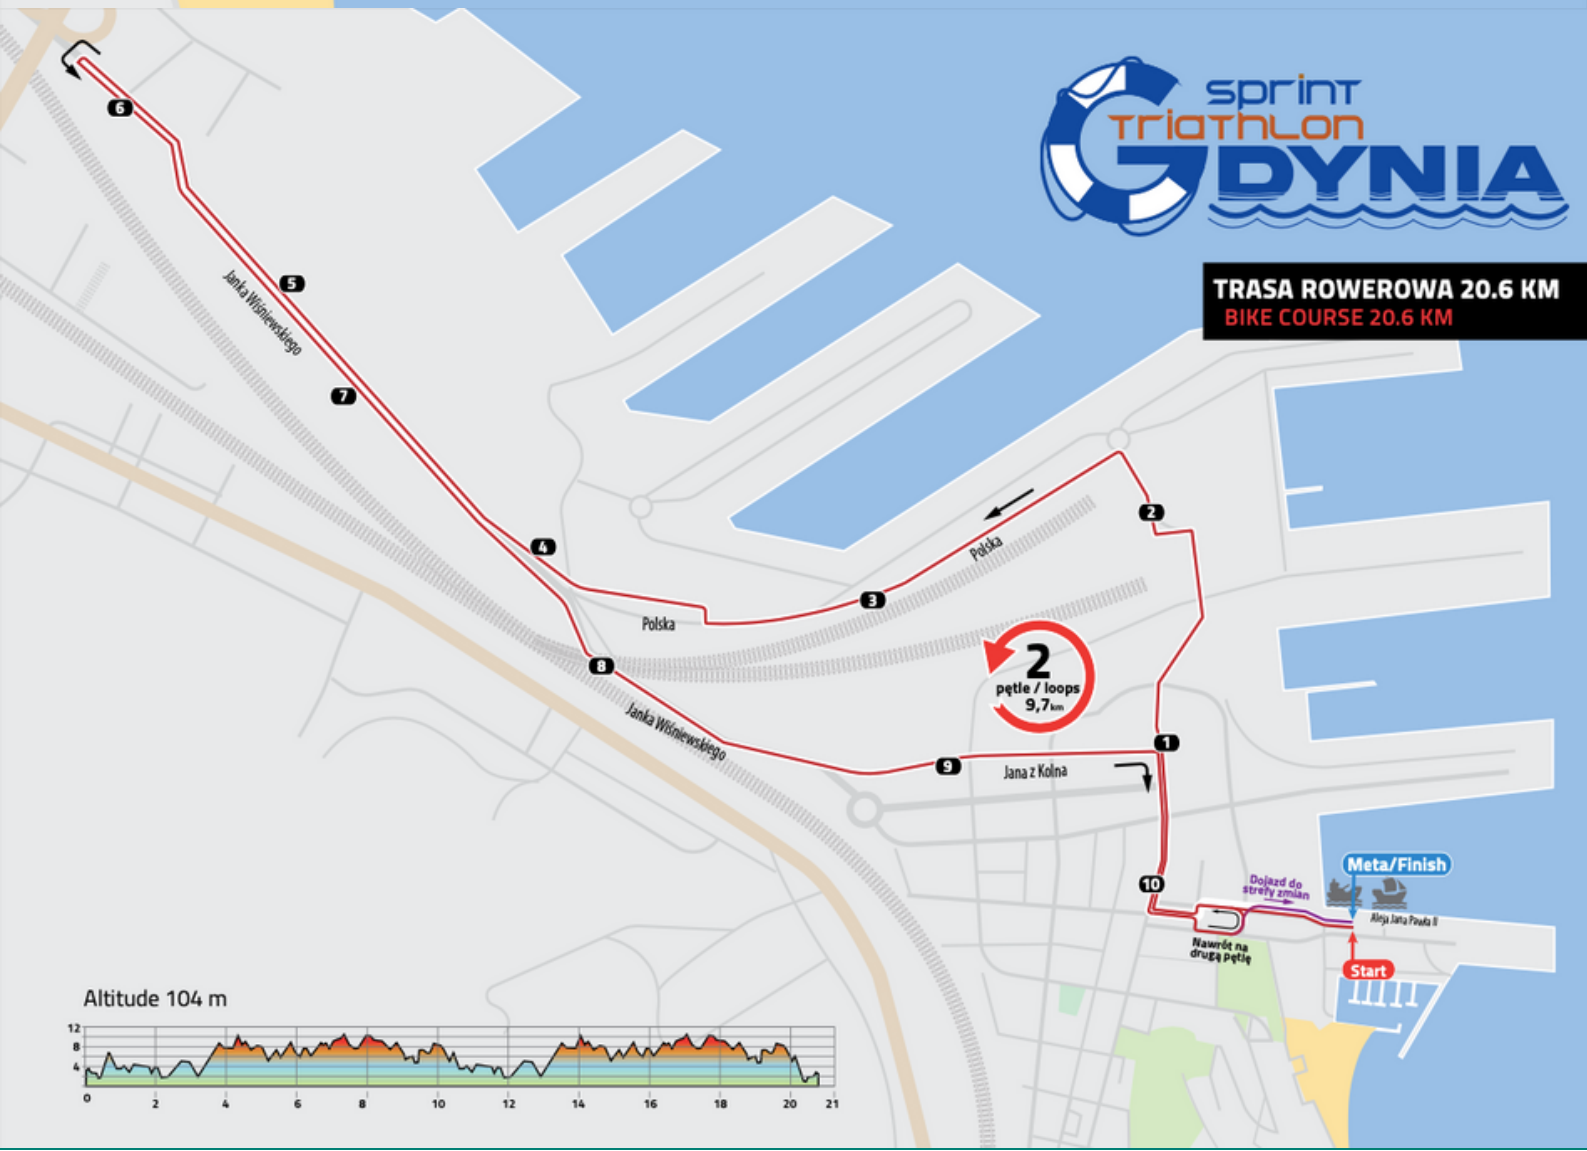 sprint
Triathlon
GDYNIA
TRASA ROWEROWA 20.6 KM
BIKE COURSE 20.6 KM
6
5
Janka Wiśniewskiego
7
4
Polska
3
Polska
2
2
pętle / loops
9,7km
8
Janka Wiśniewskiego
9
Jana z Kolna
1
10
Dojazd do
strefy zmian
Meta/Finish
Aleja Jana Pawła II
Nawrót na
drugą pętlę
Start
Altitude 104 m
12
8
4
0 2 4 6 8 10 12 14 16 18 20 21